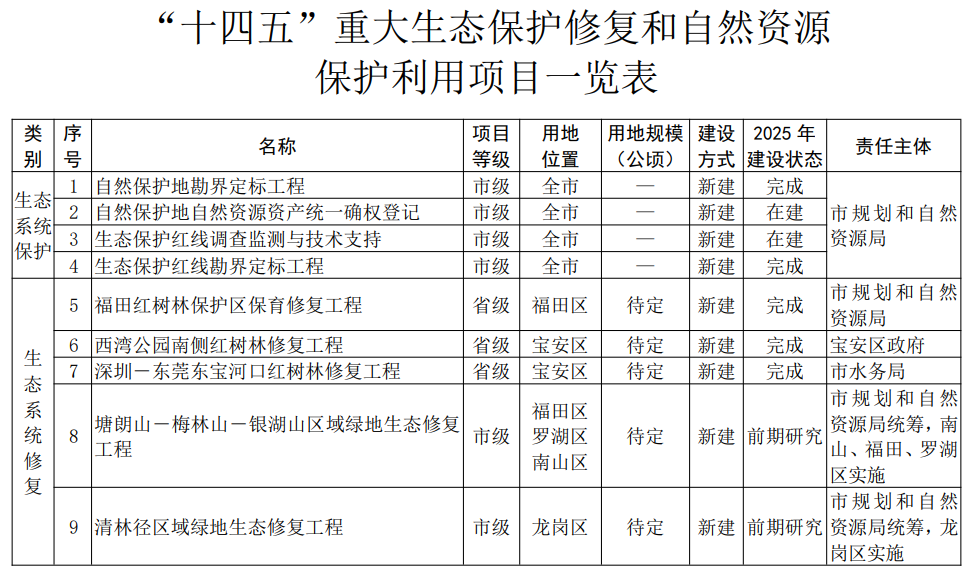 “十四五”重大生态保护修复和自然资源
保护利用项目一览表
类别 序号 名称 项目等级 用地位置 用地规模（公顷） 建设方式 2025年建设状态 责任主体
生态系统保护 1 自然保护地勘界定标工程 市级 全市 — 新建 完成 市规划和自然资源局
2 自然保护地自然资源资产统一确权登记 市级 全市 — 新建 在建
3 生态保护红线调查监测与技术支持 市级 全市 — 新建 在建
4 生态保护红线勘界定标工程 市级 全市 — 新建 完成
生态系统修复 5 福田红树林保护区保育修复工程 省级 福田区 待定 新建 完成 市规划和自然资源局
6 西湾公园南侧红树林修复工程 省级 宝安区 待定 新建 完成 宝安区政府
7 深圳－东莞东宝河口红树林修复工程 省级 宝安区 待定 新建 完成 市水务局
8 塘朗山－梅林山－银湖山区域绿地生态修复工程 市级 福田区 罗湖区 南山区 待定 新建 前期研究 市规划和自然资源局统筹，南山、福田、罗湖区实施
9 清林径区域绿地生态修复工程 市级 龙岗区 待定 新建 前期研究 市规划和自然资源局统筹，龙岗区实施